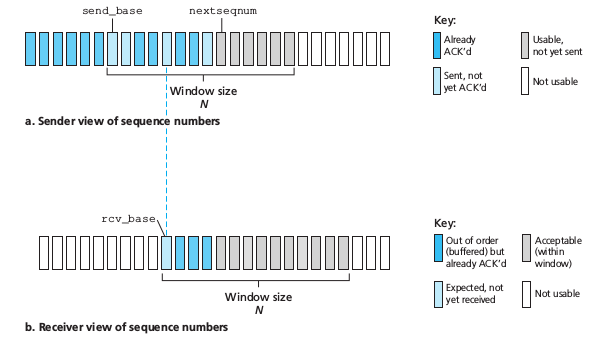 send_base
nextseqnum
Key:
Already
ACK'd
Usable,
not yet sent
Sent, not
yet ACK'd
Not usable
Window size
N
a. Sender view of sequence numbers
rcv_base
Key:
Out of order
(buffered) but
already ACK'd
Acceptable
(within
window)
Expected, not
yet received
Not usable
Window size
N
b. Receiver view of sequence numbers